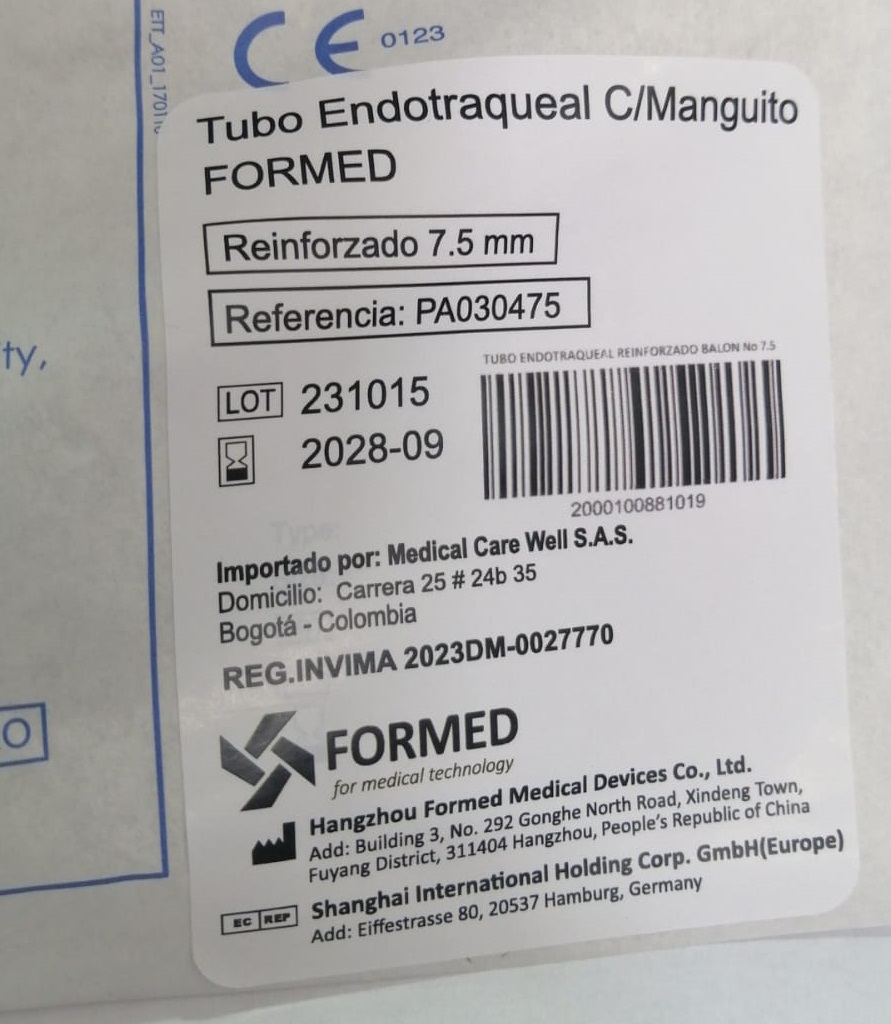 CE 0123
ETT_A01_1701
Tubo Endotraqueal C/Manguito
FORMED
Reinforzado 7.5 mm
Referencia: PA030475
ty,
TUBO ENDOTRAQUEAL REINFORZADO BALON No 7.5
LOT 231015
2028-09
2000100881019
Importado por: Medical Care Well S.A.S.
Domicilio: Carrera 25 # 24b 35
Bogotá - Colombia
REG.INVIMA 2023DM-0027770
O
FORMED
for medical technology
Hangzhou Formed Medical Devices Co., Ltd.
Add: Building 3, No. 292 Gonghe North Road, Xindeng Town,
Fuyang District, 311404 Hangzhou, People's Republic of China
EC REP Shanghai International Holding Corp. GmbH(Europe)
Add: Eiffestrasse 80, 20537 Hamburg, Germany